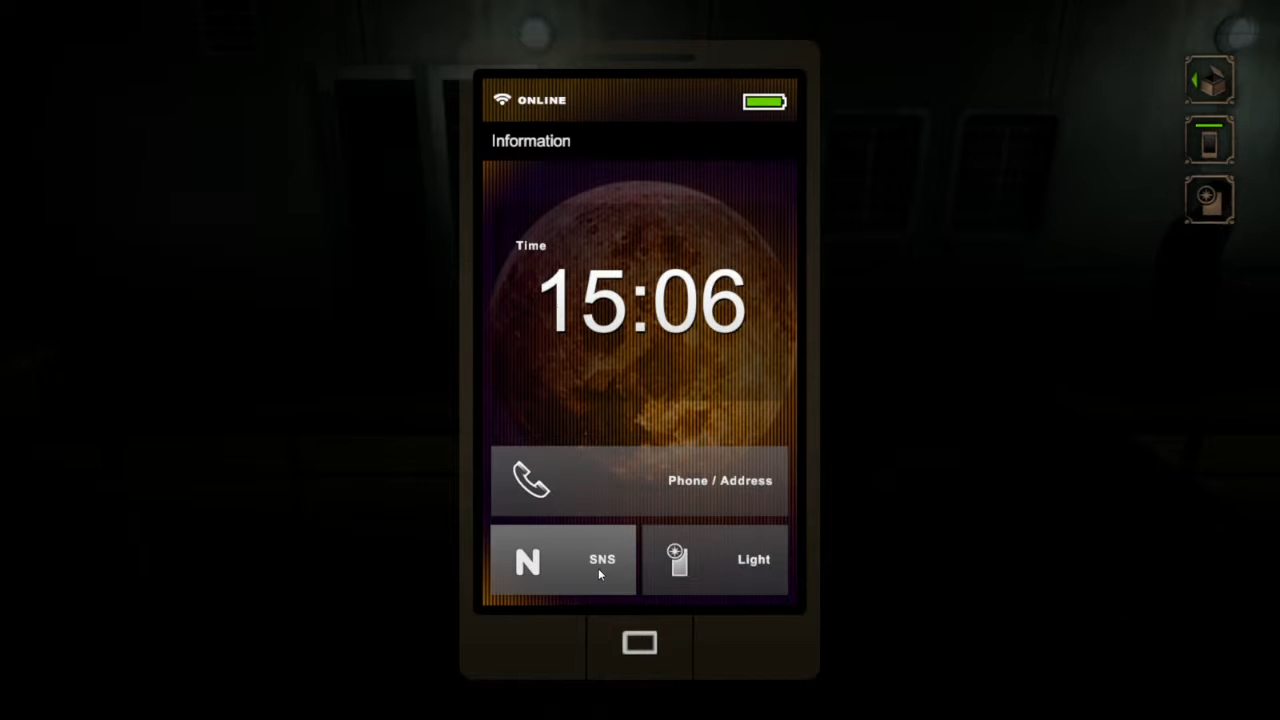 ONLINE
Information
Time
15:06
Phone / Address
N SNS
Light